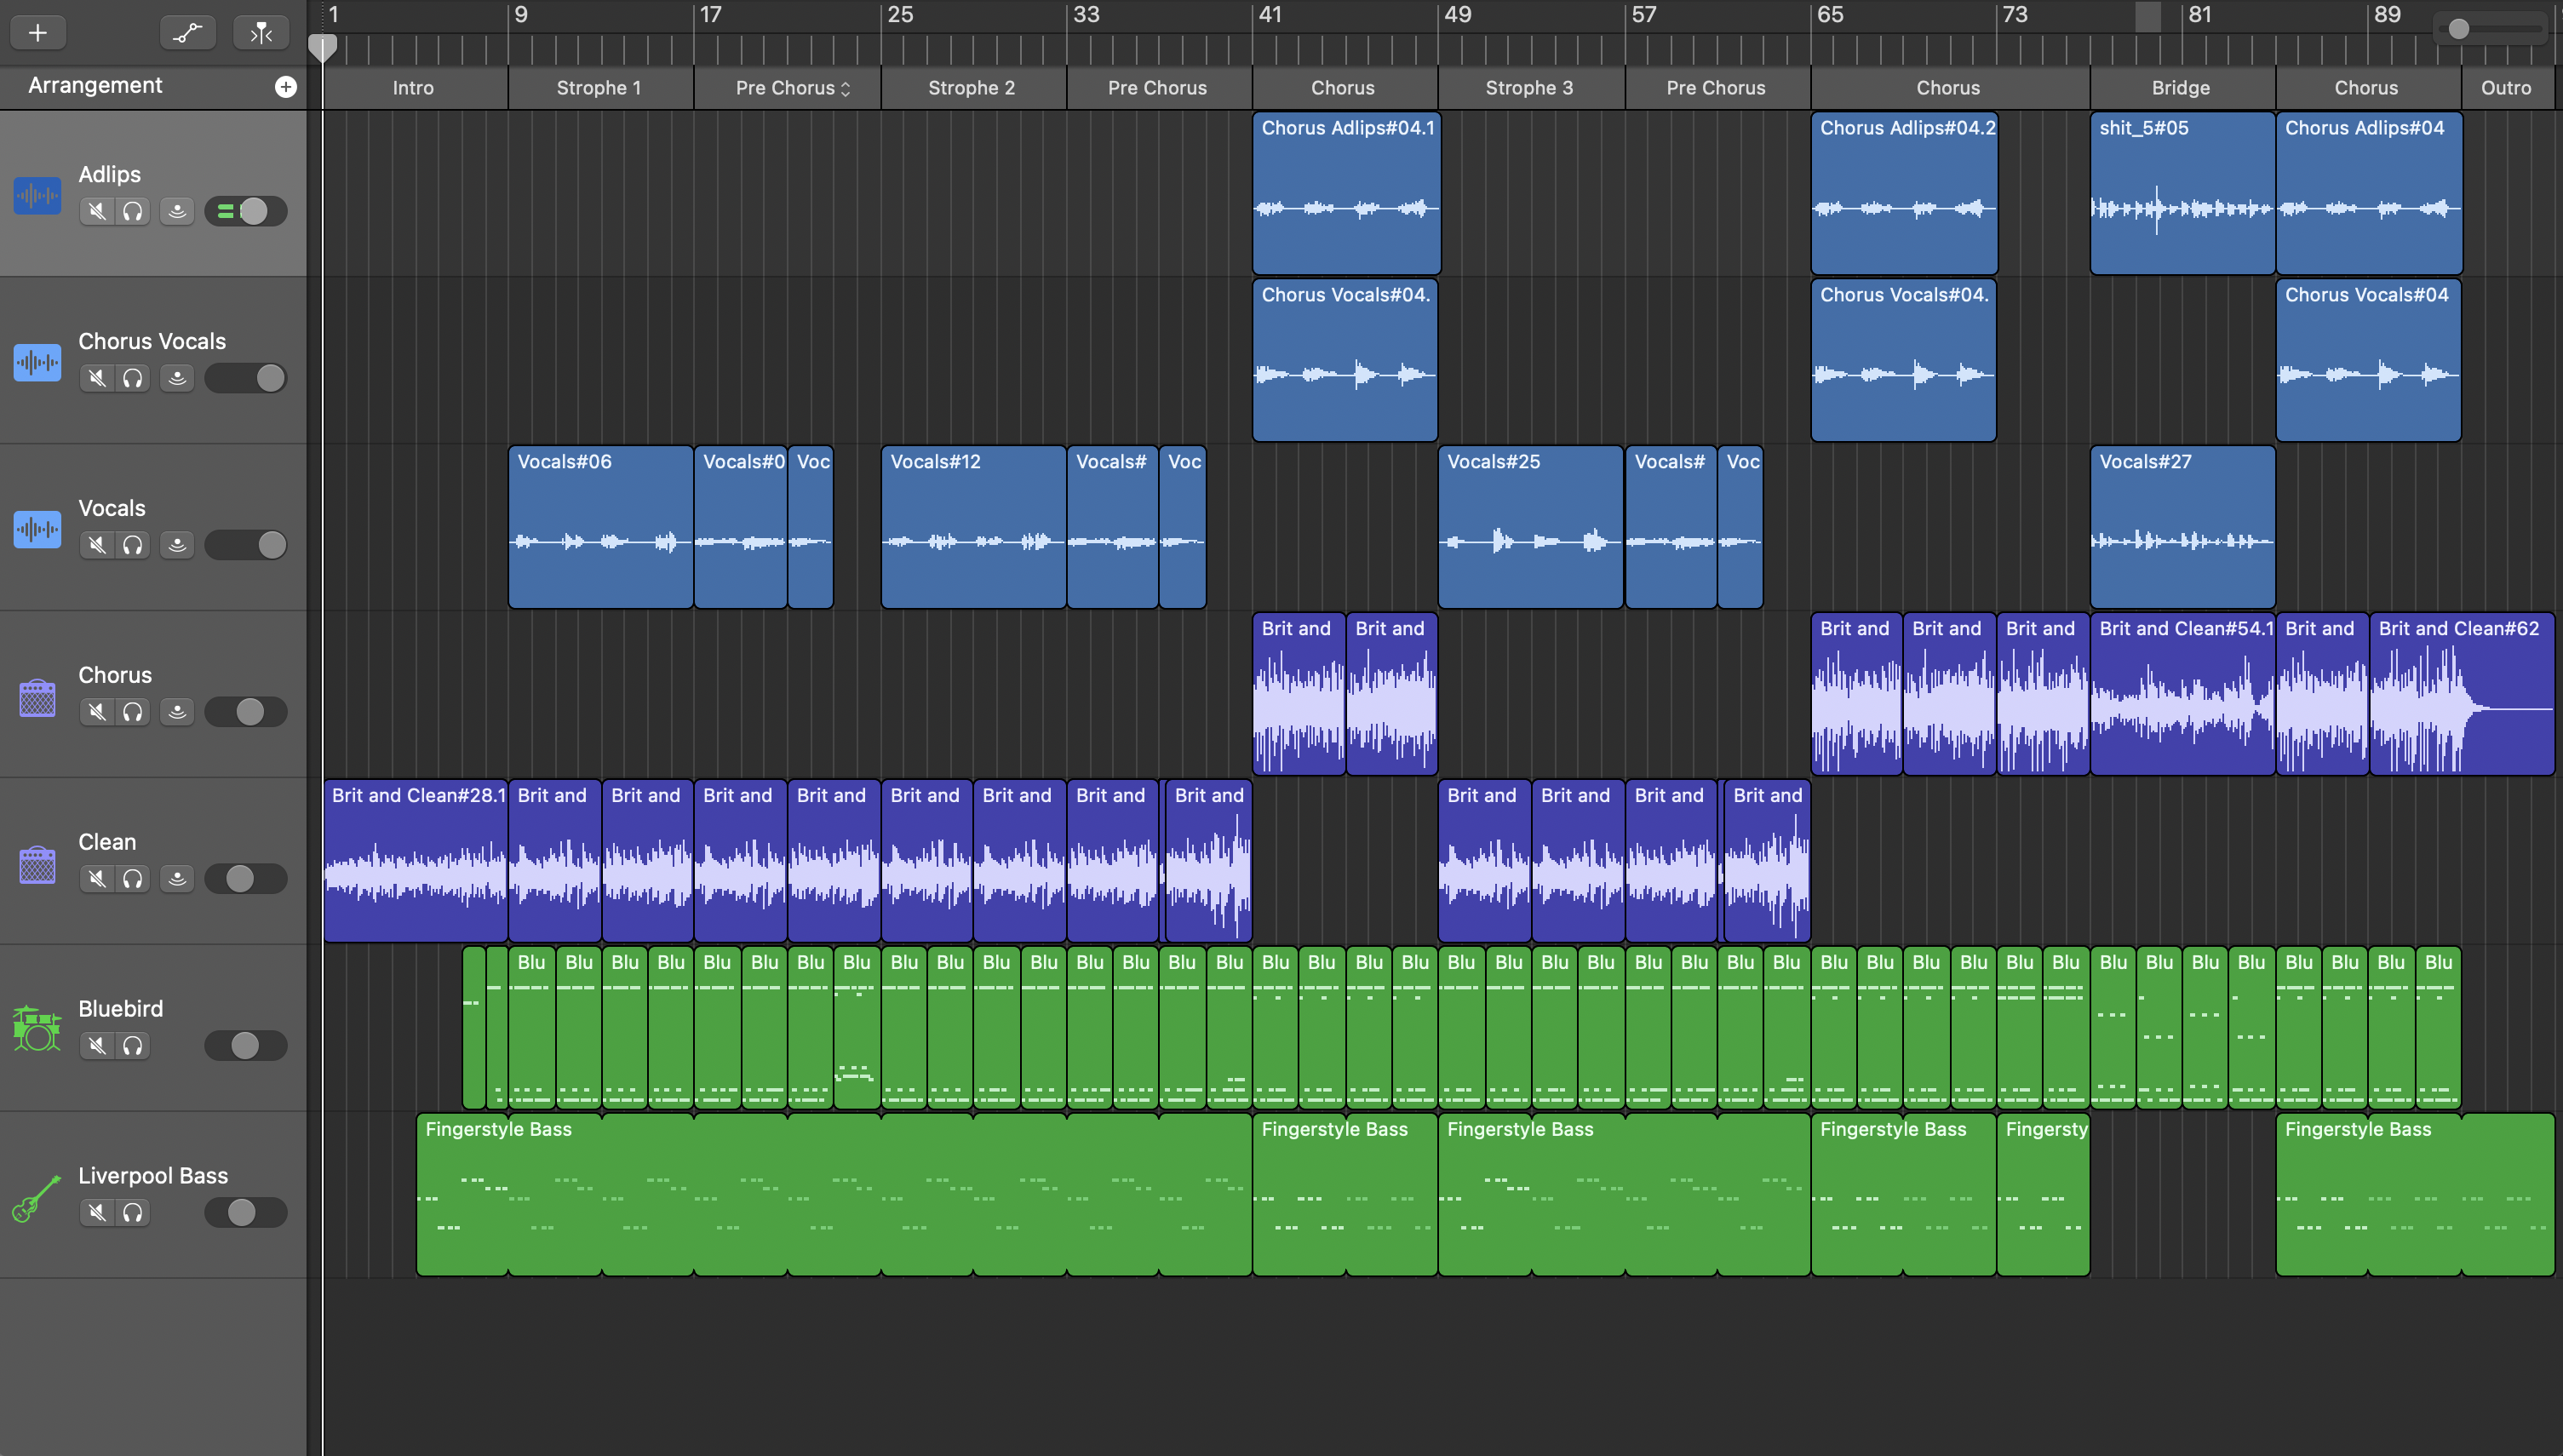 1 9 17 25 33 41 49 57 65 73 81 89
Arrangement Intro Strophe 1 Pre Chorus Strophe 2 Pre Chorus Chorus Strophe 3 Pre Chorus Chorus Bridge Chorus Outro
Chorus Adlips#04.1 Chorus Adlips#04.2 shit_5#05 Chorus Adlips#04
Adlips
Chorus Vocals#04. Chorus Vocals#04. Chorus Vocals#04
Chorus Vocals
Vocals#06 Vocals#0 Voc Vocals#12 Vocals# Voc Vocals#25 Vocals# Voc Vocals#27
Vocals
Brit and Brit and Brit and Brit and Brit and Brit and Clean#54.1 Brit and Brit and Clean#62
Chorus
Brit and Clean#28.1 Brit and Brit and Brit and Brit and Brit and Brit and Brit and Brit and Brit and Brit and Brit and Brit and
Clean
Blu Blu Blu Blu Blu Blu Blu Blu Blu Blu Blu Blu Blu Blu Blu Blu Blu Blu Blu Blu Blu Blu Blu Blu Blu Blu Blu Blu Blu Blu Blu Blu Blu Blu Blu Blu Blu Blu Blu Blu Blu Blu
Bluebird
Fingerstyle Bass Fingerstyle Bass Fingerstyle Bass Fingerstyle Bass Fingersty Fingerstyle Bass
Liverpool Bass